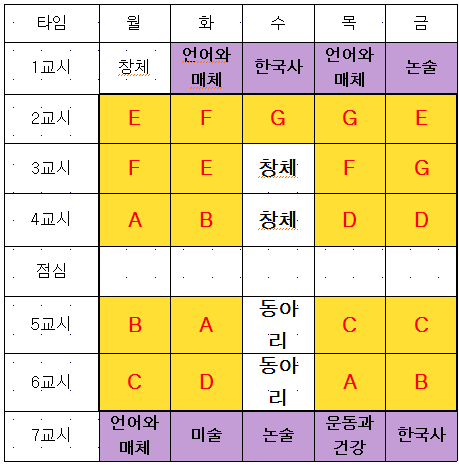 타임 월 화 수 목 금
1교시 창체 언어와 매체 한국사 언어와 매체 논술
2교시 E F G G E
3교시 F E 창체 F G
4교시 A B 창체 D D
점심
5교시 B A 동아리 C C
6교시 C D 동아리 A B
7교시 언어와 매체 미술 논술 운동과 건강 한국사